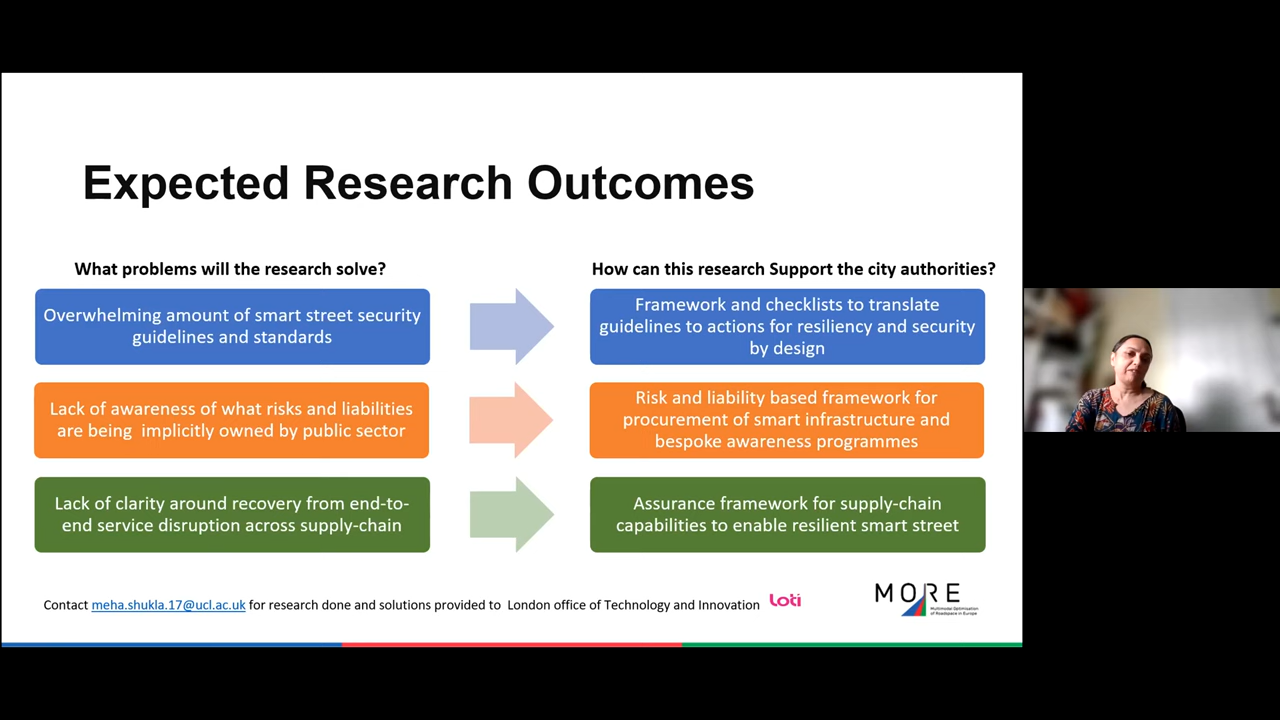 Expected Research Outcomes
What problems will the research solve?
How can this research Support the city authorities?
Overwhelming amount of smart street security
guidelines and standards
Framework and checklists to translate
guidelines to actions for resiliency and security
by design
Lack of awareness of what risks and liabilities
are being implicitly owned by public sector
Risk and liability based framework for
procurement of smart infrastructure and
bespoke awareness programmes
Lack of clarity around recovery from end-to-
end service disruption across supply-chain
Assurance framework for supply-chain
capabilities to enable resilient smart street
Contact meha.shukla.17@ucl.ac.uk for research done and solutions provided to London office of Technology and Innovation
Loti
MORE
Multimodal Optimisation
of Roadspace in Europe